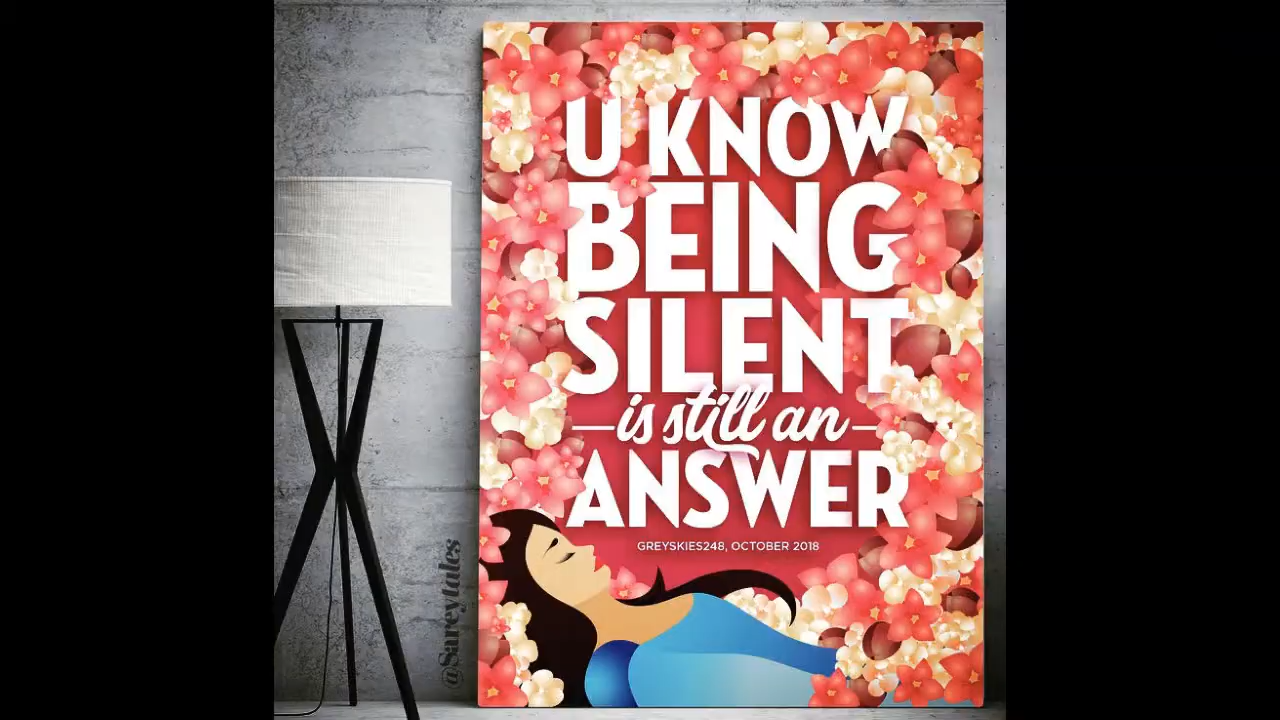 U KNOW
BEING
SILENT
is still an
ANSWER
GREYSKIES248, OCTOBER 2018
@Sareytales